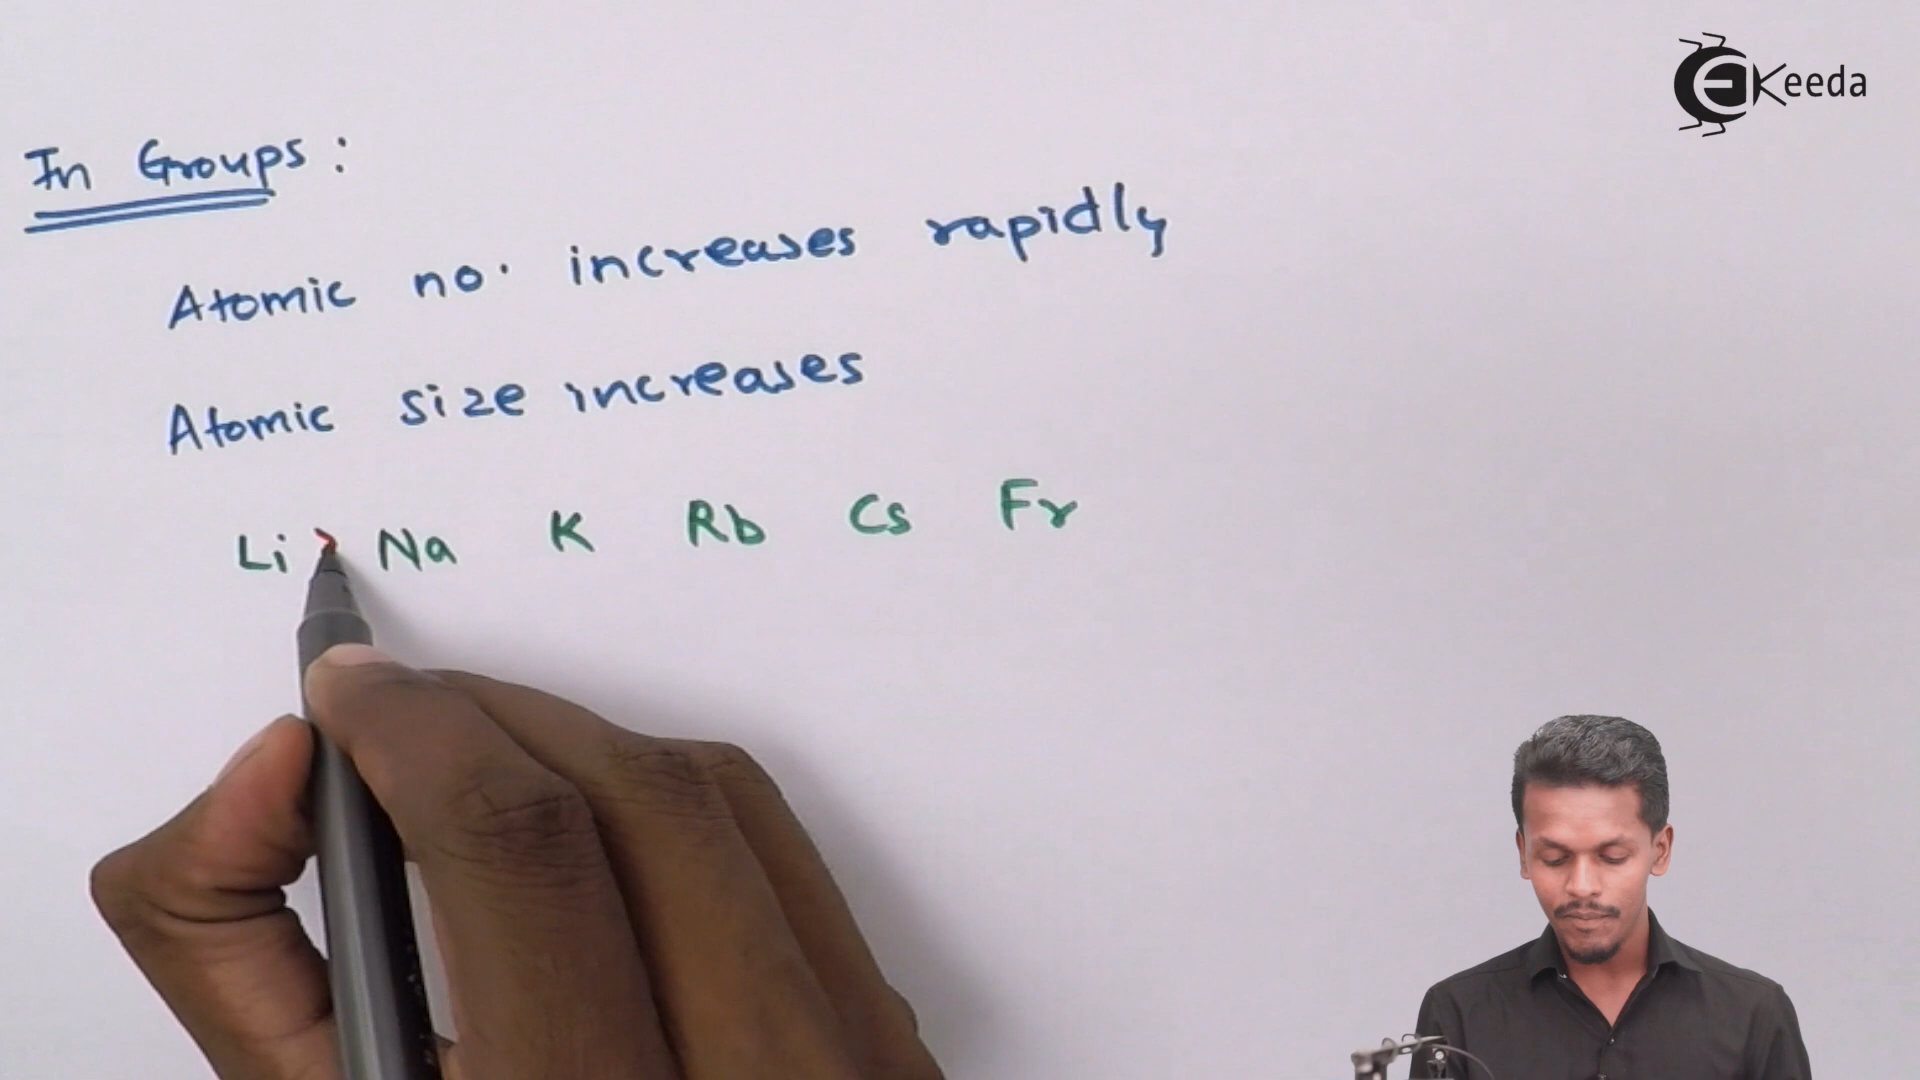 EKeeda
In Groups :
Atomic no. increases rapidly
Atomic size increases
Li > Na K Rb Cs Fr